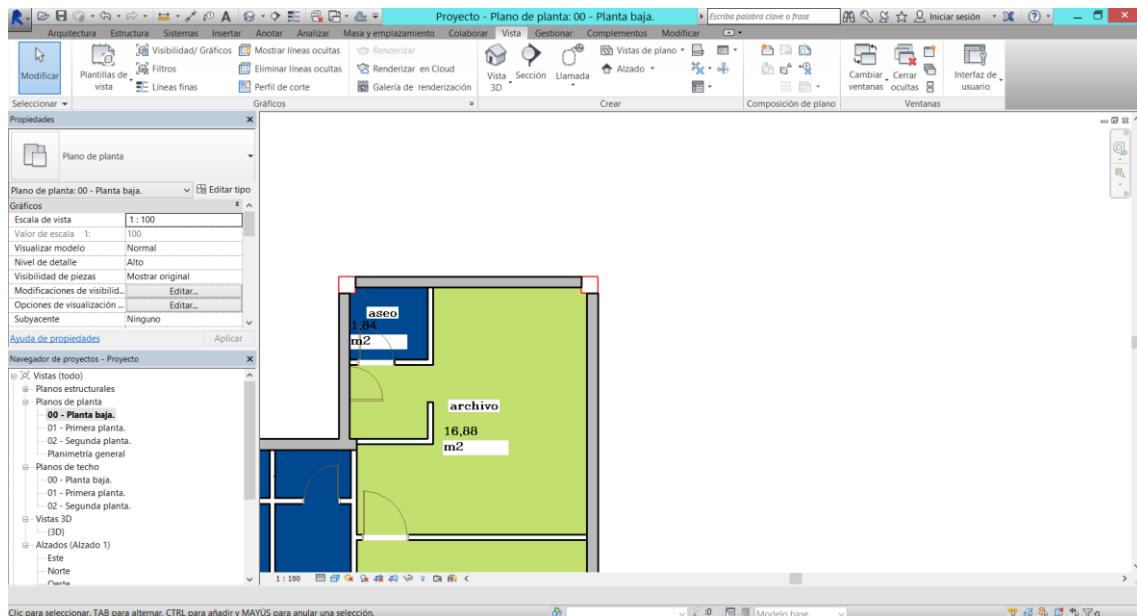 Proyecto - Plano de planta: 00 - Planta baja.
Escriba palabra clave o frase
Iniciar sesión
Arquitectura Estructura Sistemas Insertar Anotar Analizar Masa y emplazamiento Colaborar Vista Gestionar Complementos Modificar
Modificar
Plantillas de vista
Visibilidad/ Gráficos
Filtros
Líneas finas
Mostrar líneas ocultas
Eliminar líneas ocultas
Perfil de corte
Renderizar
Renderizar en Cloud
Galería de renderización
Vista 3D
Sección
Llamada
Vistas de plano
Alzado
Cambiar ventanas
Cerrar ocultas
Interfaz de usuario
Seleccionar
Gráficos
Crear
Composición de plano
Ventanas
Propiedades
Plano de planta
Plano de planta: 00 - Planta baja.
Editar tipo
Gráficos
Escala de vista 1 : 100
Valor de escala 1: 100
Visualizar modelo Normal
Nivel de detalle Alto
Visibilidad de piezas Mostrar original
Modificaciones de visibilid... Editar...
Opciones de visualización ... Editar...
Subyacente Ninguno
Ayuda de propiedades Aplicar
Navegador de proyectos - Proyecto
Vistas (todo)
Planos estructurales
Planos de planta
00 - Planta baja.
01 - Primera planta.
02 - Segunda planta.
Planimetría general
Planos de techo
00 - Planta baja.
01 - Primera planta.
02 - Segunda planta.
Vistas 3D
{3D}
Alzados (Alzado 1)
Este
Norte
Oeste
aseo
1,84
m2
archivo
16,88
m2
1 : 100
Clic para seleccionar, TAB para alternar, CTRL para añadir y MAYÚS para anular una selección.
:0
Modelo base
:0